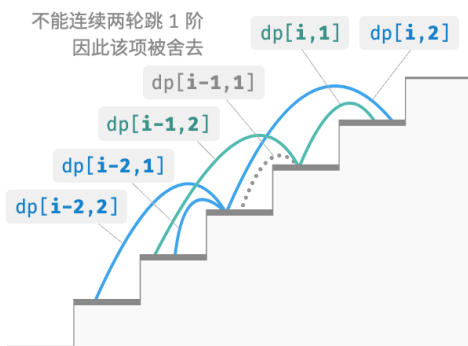 不能连续两轮跳 1 阶
因此该项被舍去
dp[i,1]
dp[i,2]
dp[i-1,1]
dp[i-1,2]
dp[i-2,1]
dp[i-2,2]